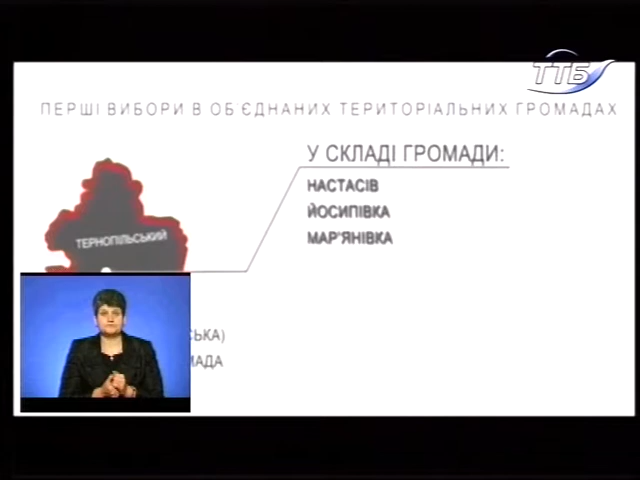 ТТБ
ПЕРШІ ВИБОРИ В ОБ'ЄДНАНИХ ТЕРИТОРІАЛЬНИХ ГРОМАДАХ
У СКЛАДІ ГРОМАДИ:
НАСТАСІВ
ЙОСИПІВКА
МАР'ЯНІВКА
ТЕРНОПІЛЬСЬКИЙ
СЬКА)
МАДА